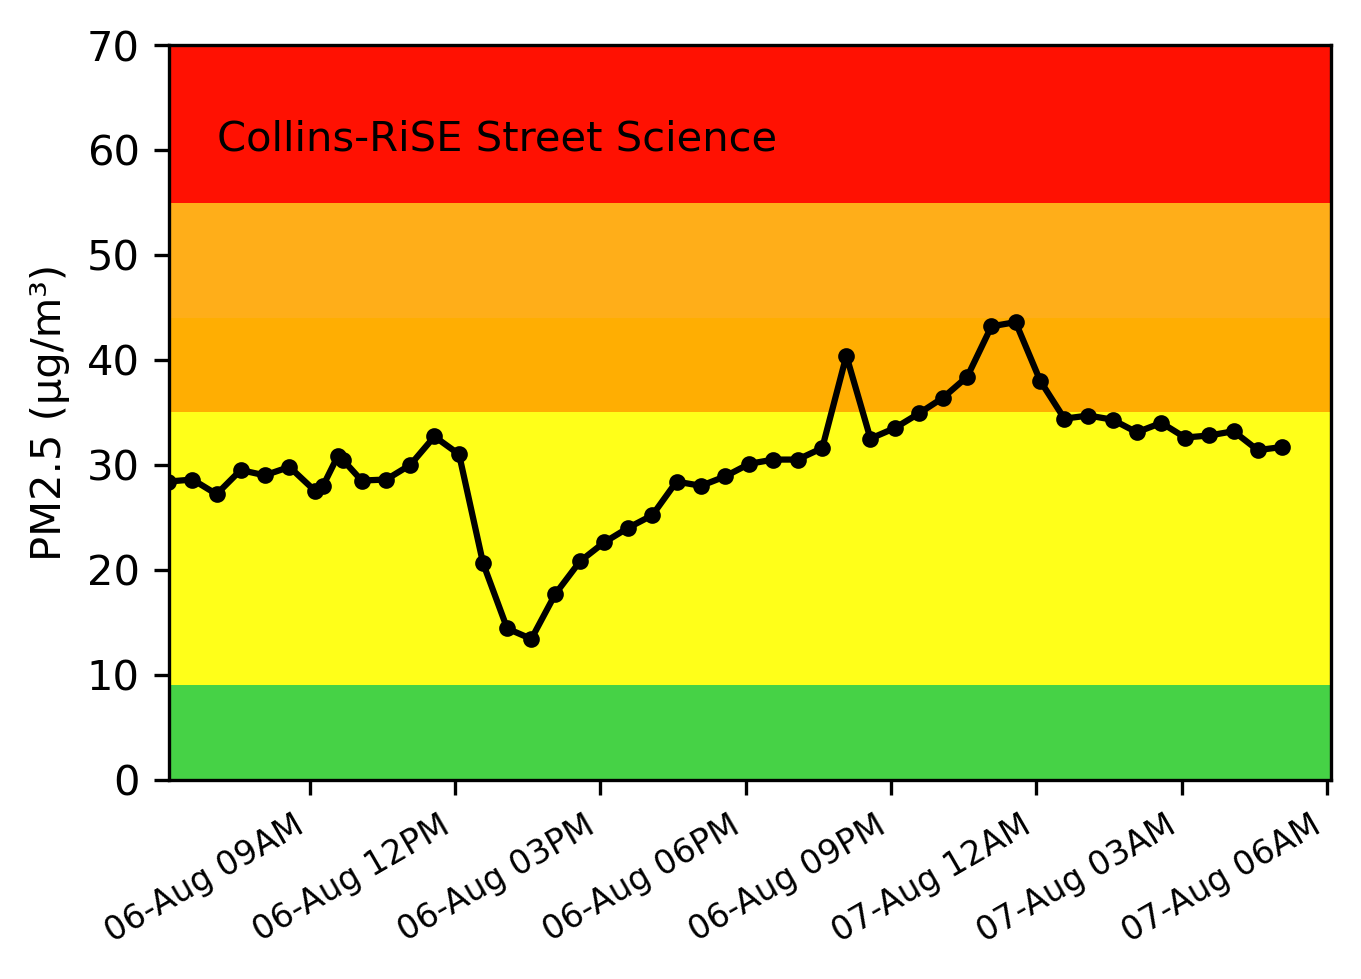 70
Collins-RiSE Street Science
60
50
40
30
20
10
0
PM2.5 (µg/m³)
06-Aug 09AM
06-Aug 12PM
06-Aug 03PM
06-Aug 06PM
06-Aug 09PM
07-Aug 12AM
07-Aug 03AM
07-Aug 06AM